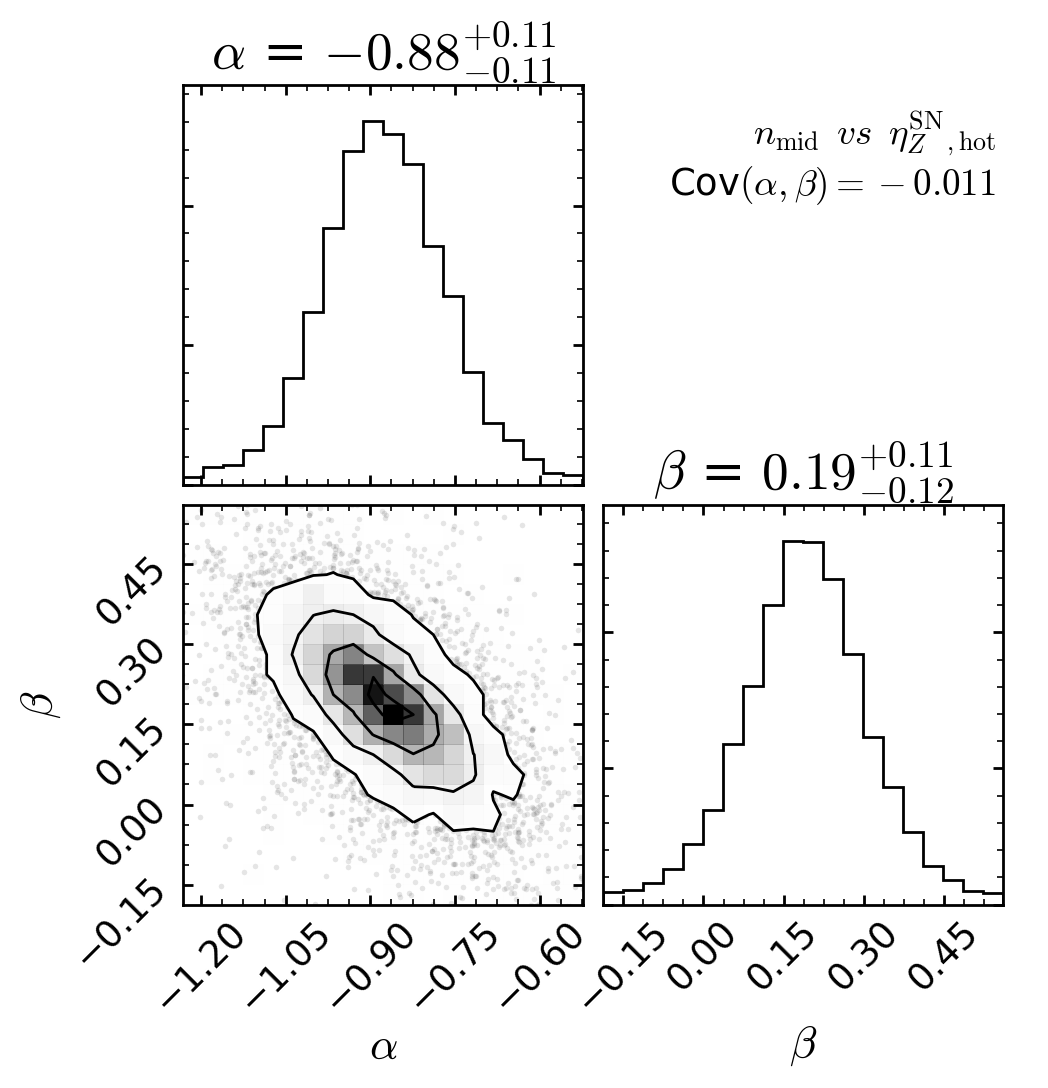 α = −0.88^{+0.11}_{−0.11}
n_{mid} vs η_Z^{SN}_{,hot}
Cov(α, β) = − 0.011
β = 0.19^{+0.11}_{−0.12}
β
0.45
0.30
0.15
0.00
−0.15
−1.20 −1.05 −0.90 −0.75 −0.60
−0.15 0.00 0.15 0.30 0.45
α
β